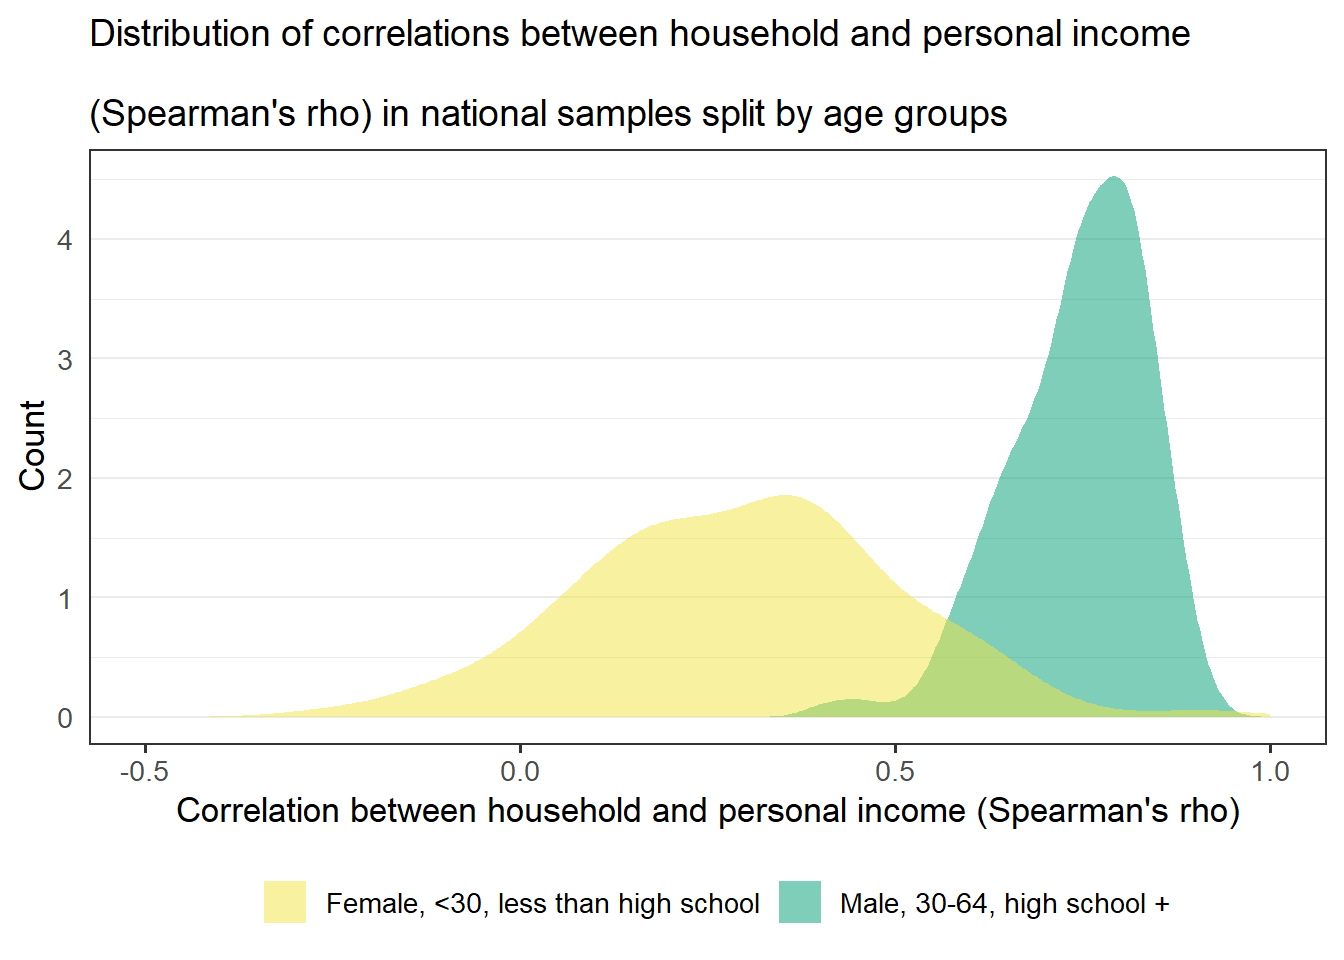 Distribution of correlations between household and personal income
(Spearman's rho) in national samples split by age groups
4
3
2
1
0
Count
-0.5 0.0 0.5 1.0
Correlation between household and personal income (Spearman's rho)
Female, <30, less than high school Male, 30-64, high school +